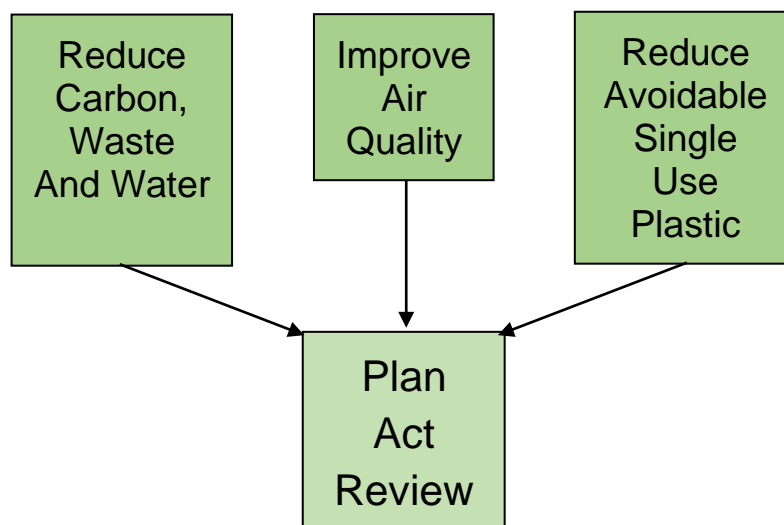 Reduce
Carbon,
Waste
And Water
Improve
Air
Quality
Reduce
Avoidable
Single
Use
Plastic
Plan
Act
Review